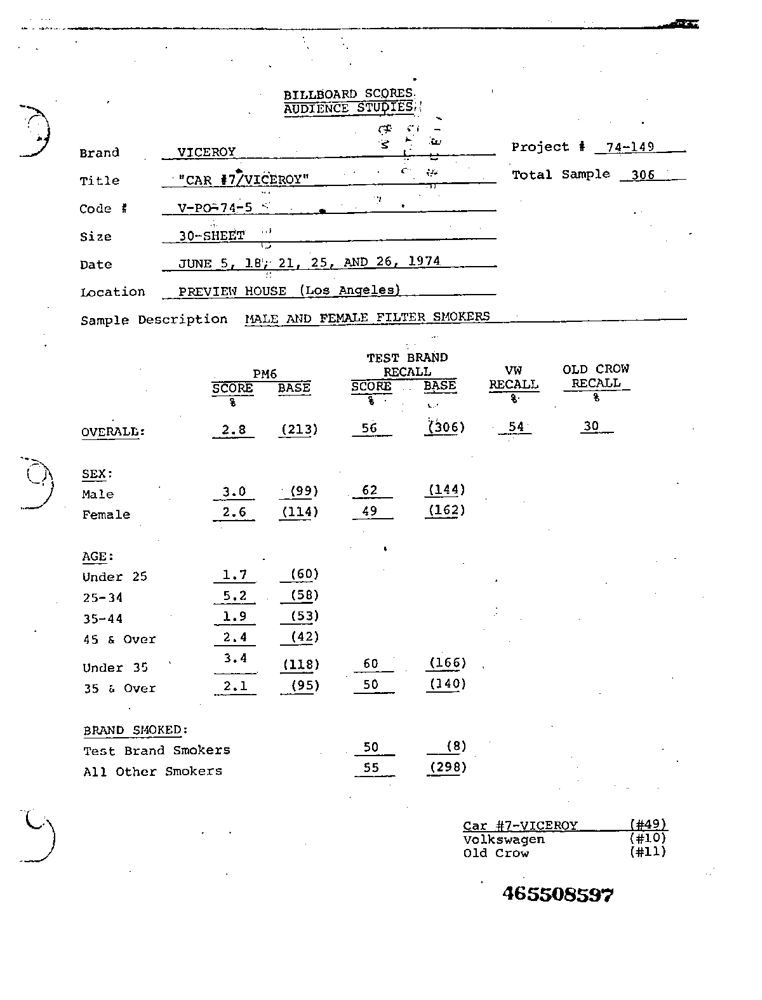 BILLBOARD SCORES
AUDIENCE STUDIES
Brand VICEROY Project # 74-149
Title "CAR #7/VICEROY" Total Sample 306
Code # V-PO-74-5
Size 30-SHEET
Date JUNE 5, 18, 21, 25, AND 26, 1974
Location PREVIEW HOUSE (Los Angeles)
Sample Description MALE AND FEMALE FILTER SMOKERS
TEST BRAND
PM6 RECALL VW OLD CROW
SCORE BASE SCORE BASE RECALL RECALL
% % % %
OVERALL: 2.8 (213) 56 (306) 54 30
SEX:
Male 3.0 (99) 62 (144)
Female 2.6 (114) 49 (162)
AGE:
Under 25 1.7 (60)
25-34 5.2 (58)
35-44 1.9 (53)
45 & Over 2.4 (42)
Under 35 3.4 (118) 60 (166)
35 & Over 2.1 (95) 50 (140)
BRAND SMOKED:
Test Brand Smokers 50 (8)
All Other Smokers 55 (298)
Car #7-VICEROY (#49)
Volkswagen (#10)
Old Crow (#11)
465508597